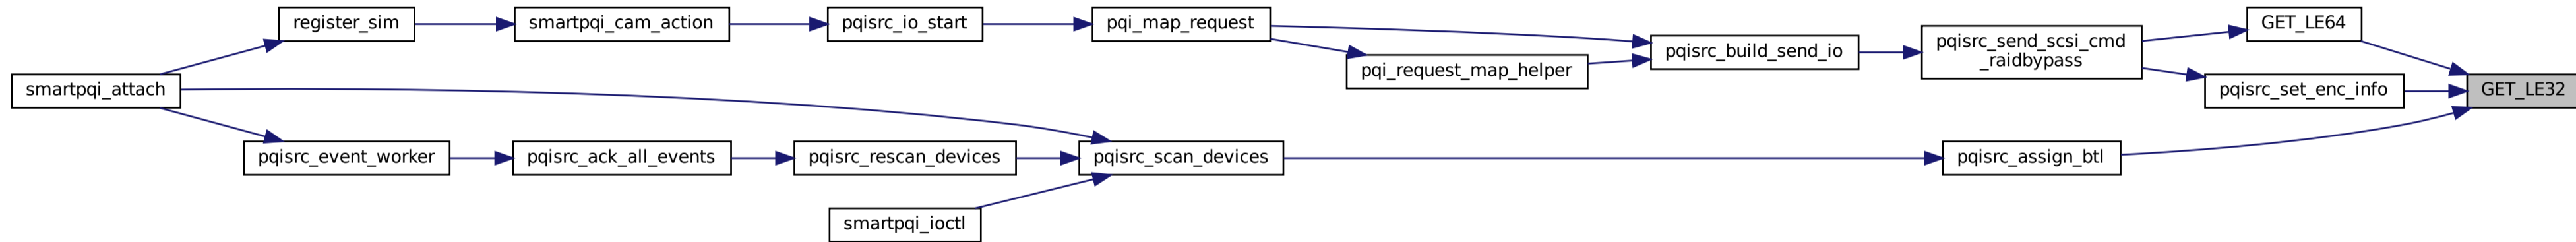 register_sim
smartpqi_cam_action
pqisrc_io_start
pqi_map_request
GET_LE64
pqisrc_send_scsi_cmd
_raidbypass
pqisrc_build_send_io
pqi_request_map_helper
smartpqi_attach
pqisrc_set_enc_info
GET_LE32
pqisrc_event_worker
pqisrc_ack_all_events
pqisrc_rescan_devices
pqisrc_scan_devices
pqisrc_assign_btl
smartpqi_ioctl